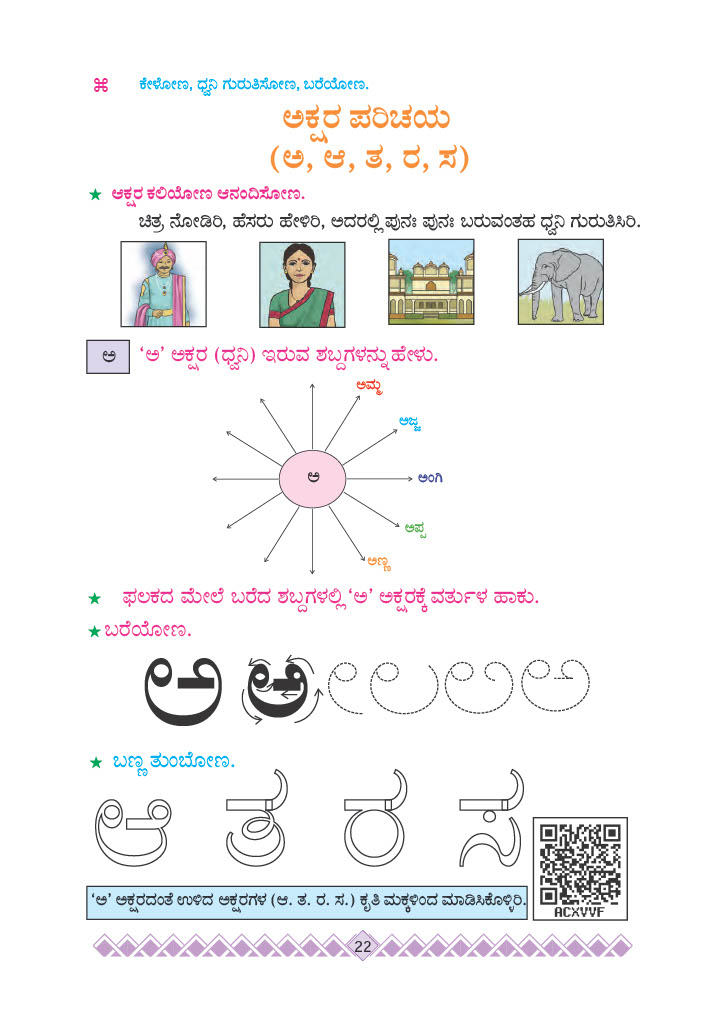 ⌘ ಕೇಳೋಣ, ಧ್ವನಿ ಗುರುತಿಸೋಣ, ಬರೆಯೋಣ.
ಅಕ್ಷರ ಪರಿಚಯ
(ಅ, ಆ, ತ, ರ, ಸ)
★ ಅಕ್ಷರ ಕಲಿಯೋಣ ಆನಂದಿಸೋಣ.
ಚಿತ್ರ ನೋಡಿರಿ, ಹೆಸರು ಹೇಳಿರಿ, ಅದರಲ್ಲಿ ಪುನಃ ಪುನಃ ಬರುವಂತಹ ಧ್ವನಿ ಗುರುತಿಸಿರಿ.
ಅ 'ಅ' ಅಕ್ಷರ (ಧ್ವನಿ) ಇರುವ ಶಬ್ದಗಳನ್ನು ಹೇಳು.
ಅಮ್ಮ
ಅಜ್ಜ
ಅ
ಅಂಗಿ
ಅಪ್ಪ
ಅಣ್ಣ
★ ಫಲಕದ ಮೇಲೆ ಬರೆದ ಶಬ್ದಗಳಲ್ಲಿ 'ಅ' ಅಕ್ಷರಕ್ಕೆ ವರ್ತುಳ ಹಾಕು.
★ ಬರೆಯೋಣ.
ಅ ಅ ಅ
★ ಬಣ್ಣ ತುಂಬೋಣ.
ಆ ತ ರ ಸ
'ಅ' ಅಕ್ಷರದಂತೆ ಉಳಿದ ಅಕ್ಷರಗಳ (ಆ. ತ. ರ. ಸ.) ಕೃತಿ ಮಕ್ಕಳಿಂದ ಮಾಡಿಸಿಕೊಳ್ಳಿರಿ.
ACXVVF
22